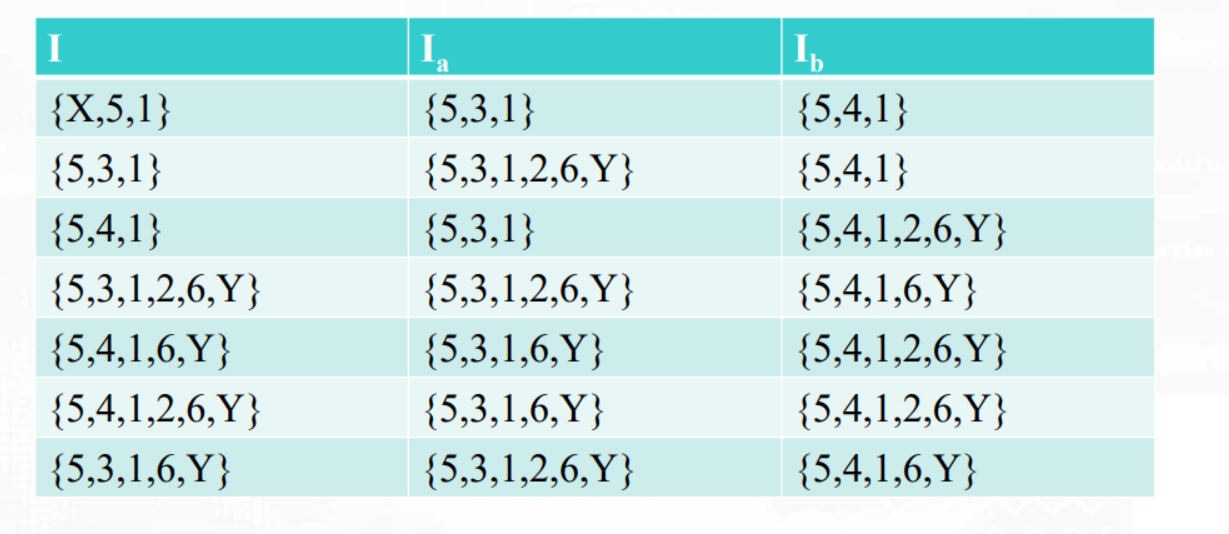 I I_a I_b
{X,5,1} {5,3,1} {5,4,1}
{5,3,1} {5,3,1,2,6,Y} {5,4,1}
{5,4,1} {5,3,1} {5,4,1,2,6,Y}
{5,3,1,2,6,Y} {5,3,1,2,6,Y} {5,4,1,6,Y}
{5,4,1,6,Y} {5,3,1,6,Y} {5,4,1,2,6,Y}
{5,4,1,2,6,Y} {5,3,1,6,Y} {5,4,1,2,6,Y}
{5,3,1,6,Y} {5,3,1,2,6,Y} {5,4,1,6,Y}